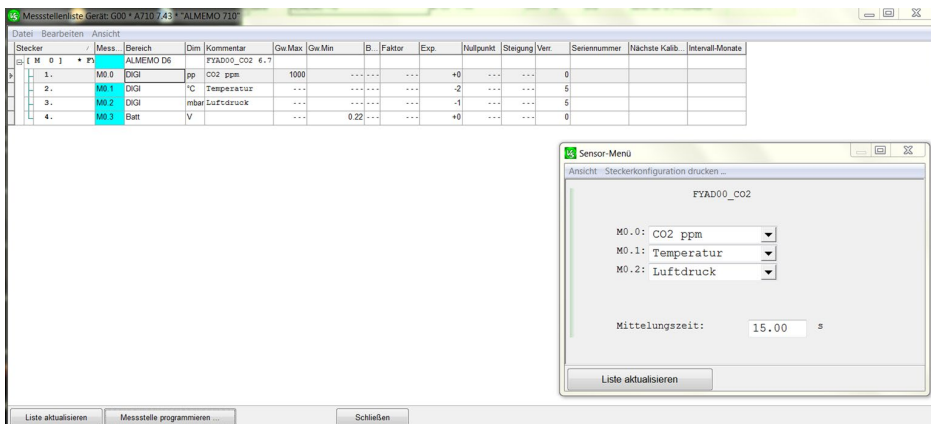 Messstellenliste Gerät: G00 * A710 7.43 * "ALMEMO 710"
Datei Bearbeiten Ansicht
Stecker / Mess... Bereich Dim Kommentar Gw.Max Gw.Min B... Faktor Exp. Nullpunkt Steigung Verr. Seriennummer Nächste Kalib... Intervall-Monate
[ M 0 ] * FY ALMEMO D6 FYAD00_CO2 6.7
1. M0.0 DIGI pp CO2 ppm 1000 --- --- --- +0 --- --- 0
2. M0.1 DIGI °C Temperatur --- --- --- --- -2 --- --- 5
3. M0.2 DIGI mbar Luftdruck --- --- --- --- -1 --- --- 5
4. M0.3 Batt V --- 0.22 --- --- +0 --- --- 0
Sensor-Menü
Ansicht Steckerkonfiguration drucken ...
FYAD00_CO2
M0.0: CO2 ppm
M0.1: Temperatur
M0.2: Luftdruck
Mittelungszeit: 15.00 s
Liste aktualisieren
Liste aktualisieren Messstelle programmieren ... Schließen